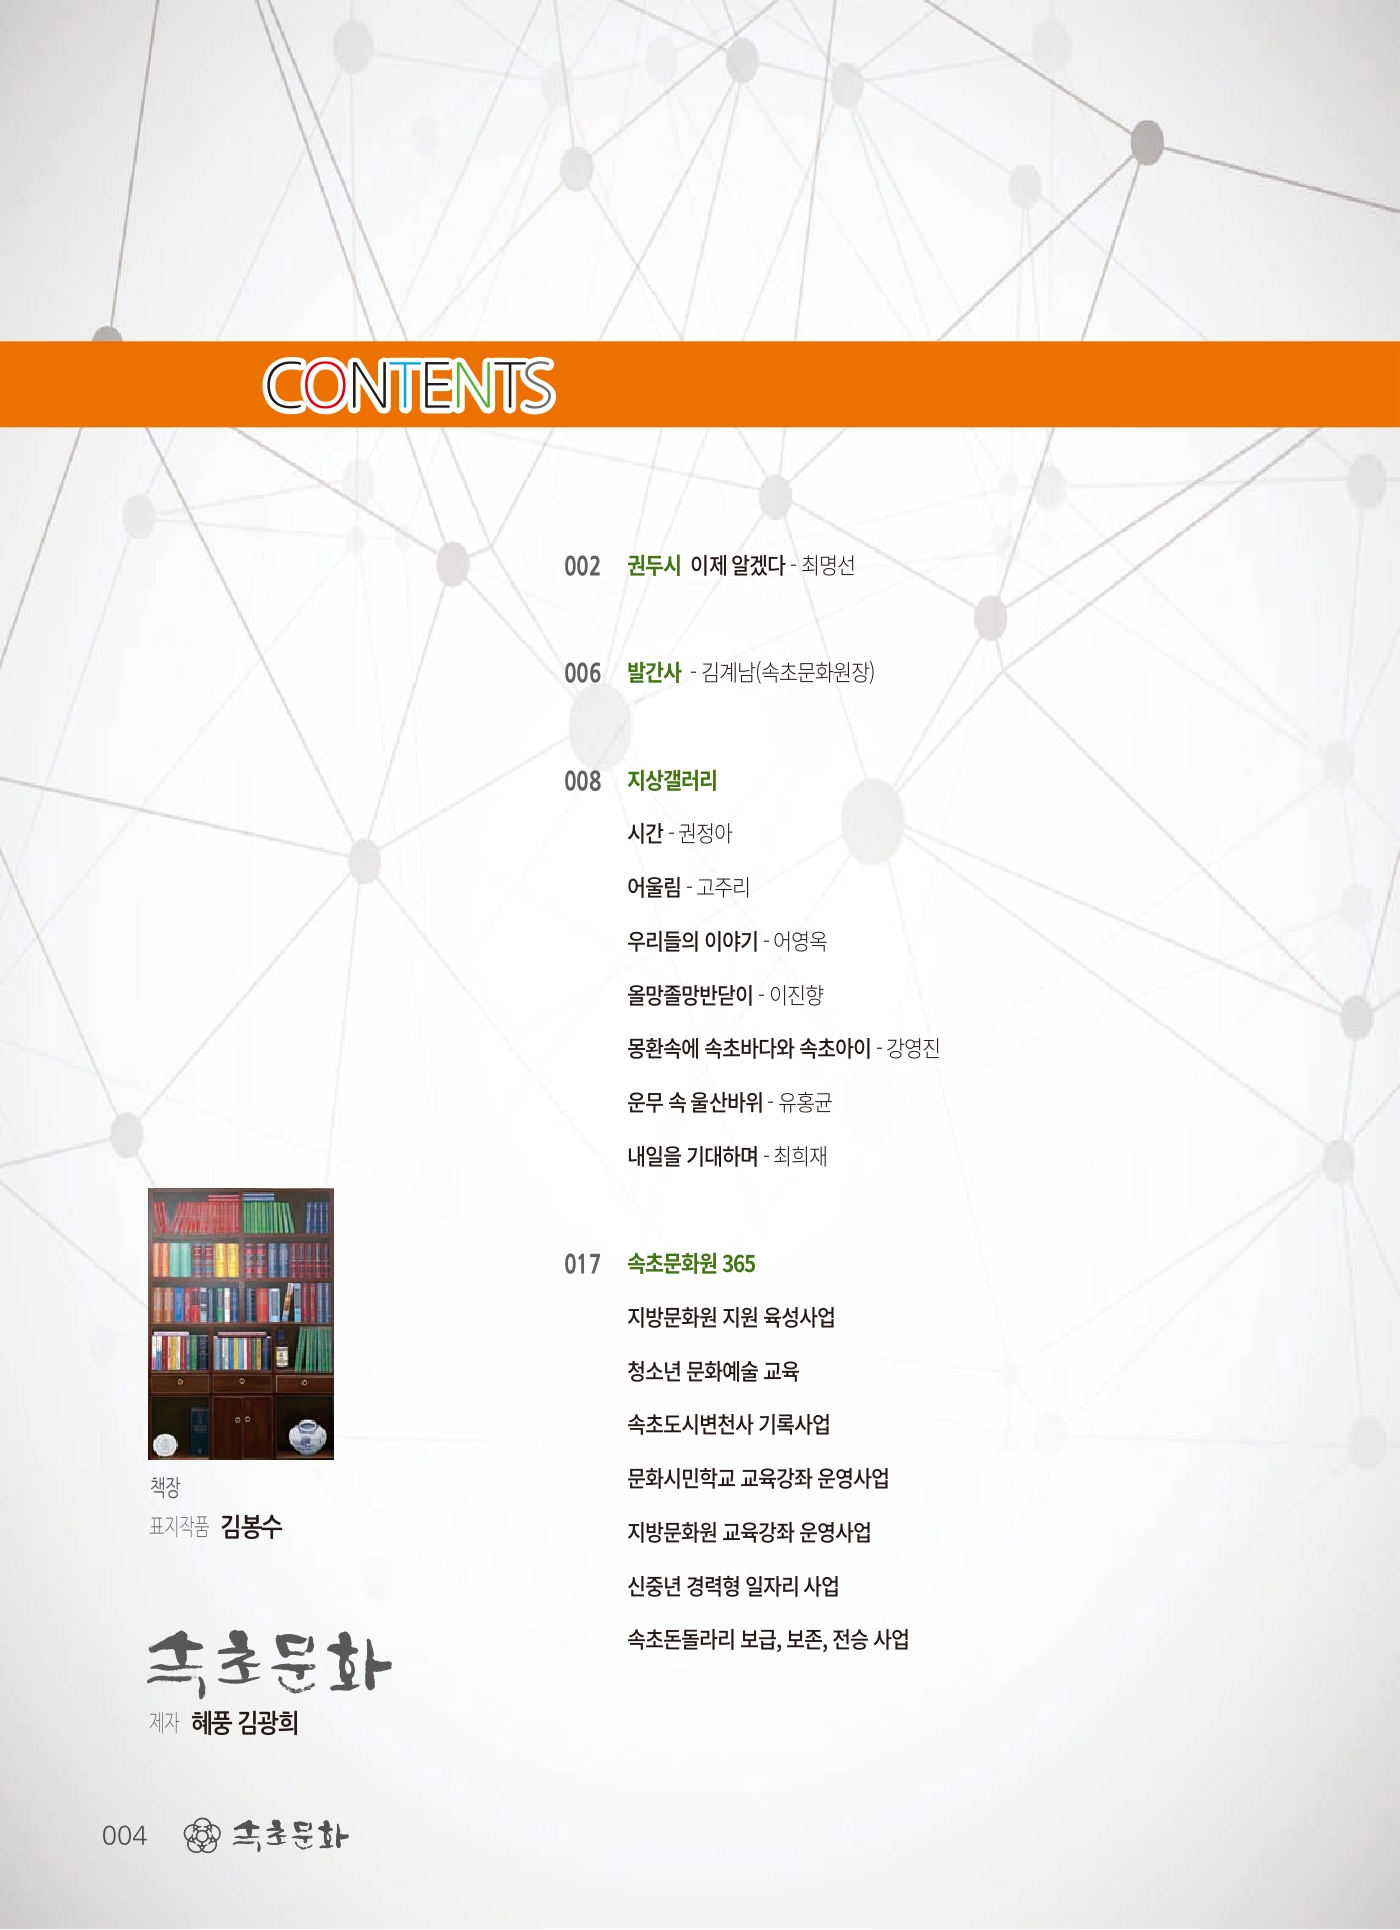 CONTENTS
002 권두시 이제 알겠다 - 최명선
006 발간사 - 김계남(속초문화원장)
008 지상갤러리
시간 - 권정아
어울림 - 고주리
우리들의 이야기 - 어영옥
올망졸망반닫이 - 이진향
몽환속에 속초바다와 속초아이 - 강영진
운무 속 울산바위 - 유홍균
내일을 기대하며 - 최희재
017 속초문화원 365
지방문화원 지원 육성사업
청소년 문화예술 교육
속초도시변천사 기록사업
문화시민학교 교육강좌 운영사업
지방문화원 교육강좌 운영사업
신중년 경력형 일자리 사업
속초돈돌라리 보급, 보존, 전승 사업
책장
표지작품 김봉수
속초문화
제자 혜풍 김광희
004 속초문화